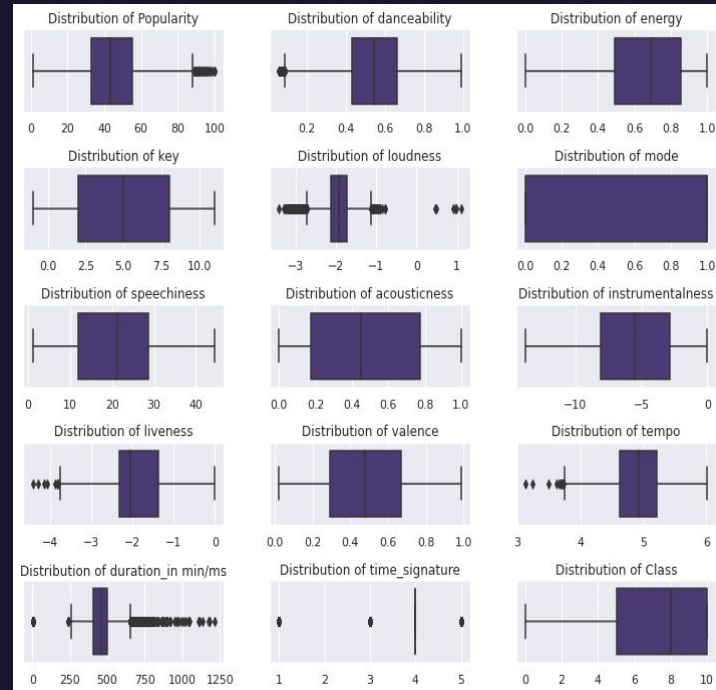 Distribution of Popularity
Distribution of danceability
Distribution of energy
0 20 40 60 80 100
0.2 0.4 0.6 0.8 1.0
0.0 0.2 0.4 0.6 0.8 1.0
Distribution of key
Distribution of loudness
Distribution of mode
0.0 2.5 5.0 7.5 10.0
−3 −2 −1 0 1
0.0 0.2 0.4 0.6 0.8 1.0
Distribution of speechiness
Distribution of acousticness
Distribution of instrumentalness
0 10 20 30 40
0.0 0.2 0.4 0.6 0.8 1.0
−10 −5 0
Distribution of liveness
Distribution of valence
Distribution of tempo
−4 −3 −2 −1 0
0.0 0.2 0.4 0.6 0.8 1.0
3 4 5 6
Distribution of duration_in min/ms
Distribution of time_signature
Distribution of Class
0 250 500 750 1000 1250
1 2 3 4 5
0 2 4 6 8 10